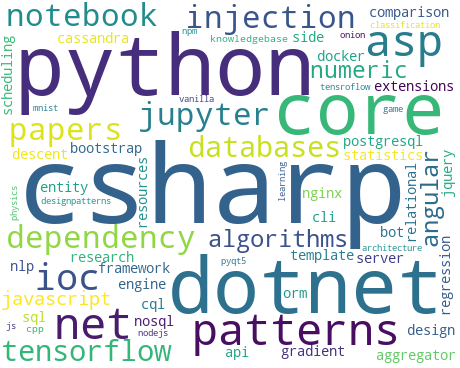 notebook
injection
npm
onion
comparison
classification
cassandra
knowledgebase
side
asp
scheduling
python
docker
numeric
tensroflow
extensions
mnist
vanilla
game
core
papers
jupyter
descent
bootstrap
databases
postgresql
statistics
csharp
resources
entity
designpatterns
physics
learning
nginx
relational
angular
jquery
dependency
algorithms
cli
bot
architecture
research
template
server
nlp
ioc
framework
engine
pyqt5
dotnet
regression
javascript
cql
orm
sql
js
cpp
net
nosql
nodejs
patterns
design
tensorflow
api
gradient
aggregator